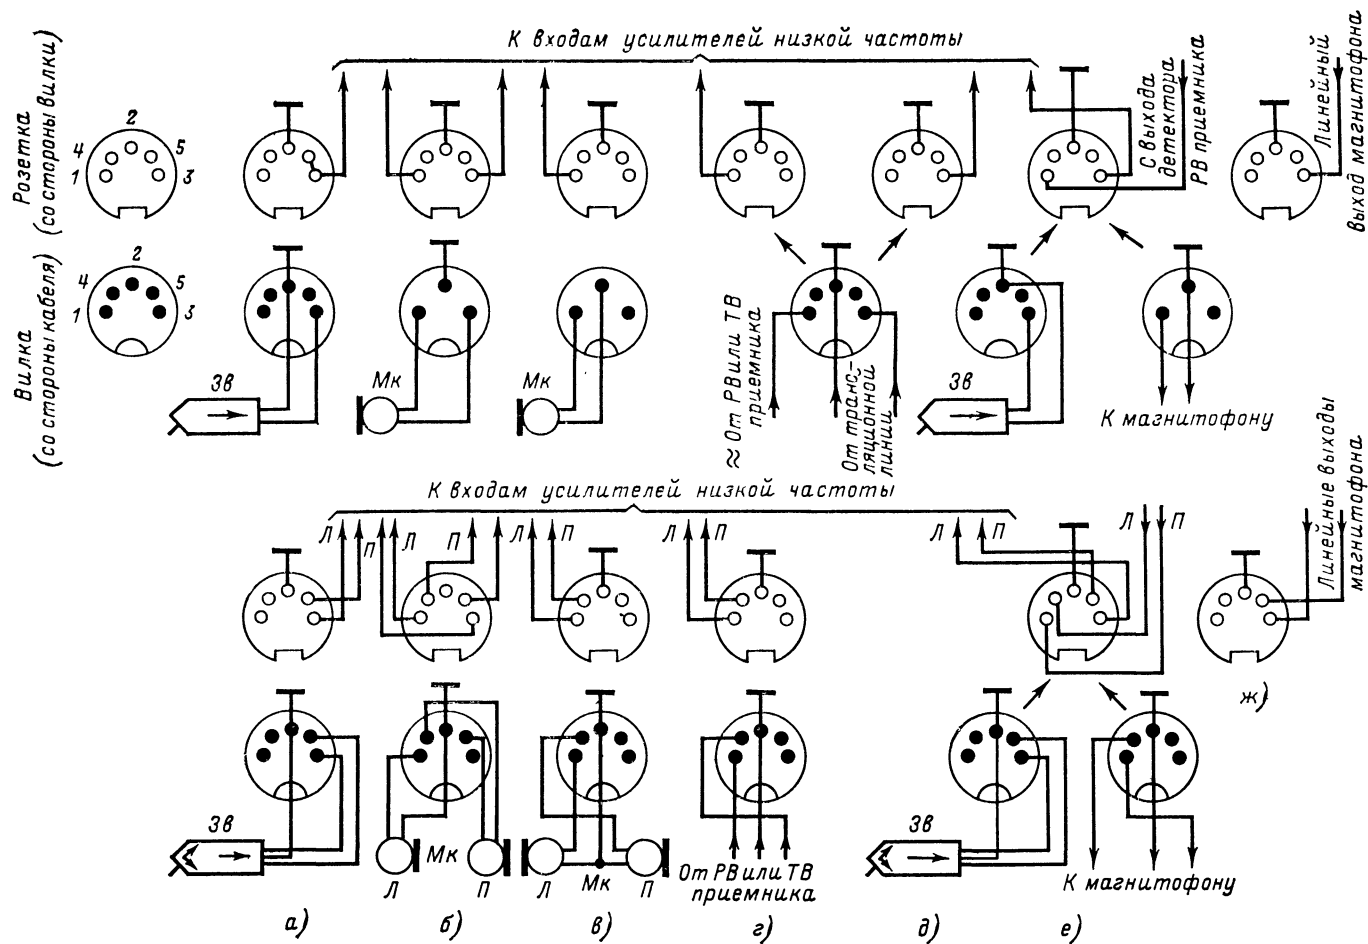 К входам усилителей низкой частоты
Розетка
(со стороны вилки)
2
4
5
1
3
С выхода
детектора
РВ приемника
Линейный
выход магнитофона
Вилка
(со стороны кабеля)
2
4
5
1
3
Зв
Мк
Мк
≈ От РВ или ТВ
приемника
От транс-
ляционной
линии
Зв
К магнитофону
К входам усилителей низкой частоты
Л
П
Л
П
Л
П
Л
П
Л
П
Л
П
Линейные выходы
магнитофона
ж)
Зв
Мк
Л
П
Л
Мк
П
От РВ или ТВ
приемника
Зв
К магнитофону
а)
б)
в)
г)
д)
е)